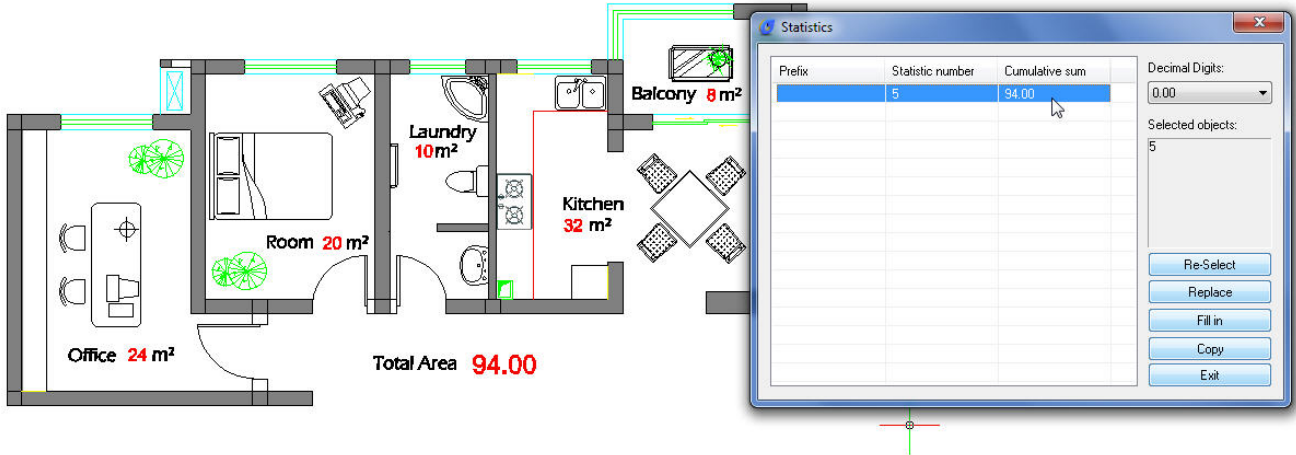 Balcony 8 m²
Laundry
10m²
Kitchen
32 m²
Room 20 m²
Office 24 m²
Total Area 94.00
Statistics
Prefix Statistic number Cumulative sum
5 94.00
Decimal Digits:
0.00
Selected objects:
5
Re-Select
Replace
Fill in
Copy
Exit